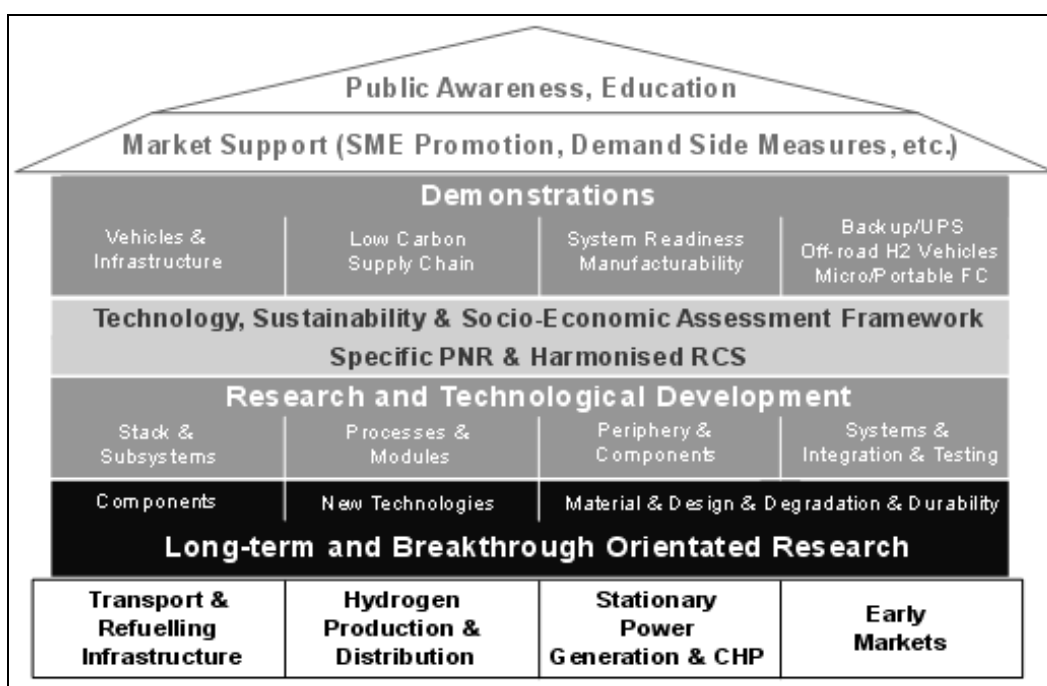 Public Awareness, Education
Market Support (SME Promotion, Demand Side Measures, etc.)
Demonstrations
Vehicles &
Infrastructure
Low Carbon
Supply Chain
System Readiness
Manufacturability
Backup/UPS
Off-road H2 Vehicles
Micro/Portable FC
Technology, Sustainability & Socio-Economic Assessment Framework
Specific PNR & Harmonised RCS
Research and Technological Development
Stack &
Subsystems
Processes &
Modules
Periphery &
Components
Systems &
Integration & Testing
Components
New Technologies
Material & Design & Degradation & Durability
Long-term and Breakthrough Orientated Research
Transport &
Refuelling
Infrastructure
Hydrogen
Production &
Distribution
Stationary
Power
Generation & CHP
Early
Markets